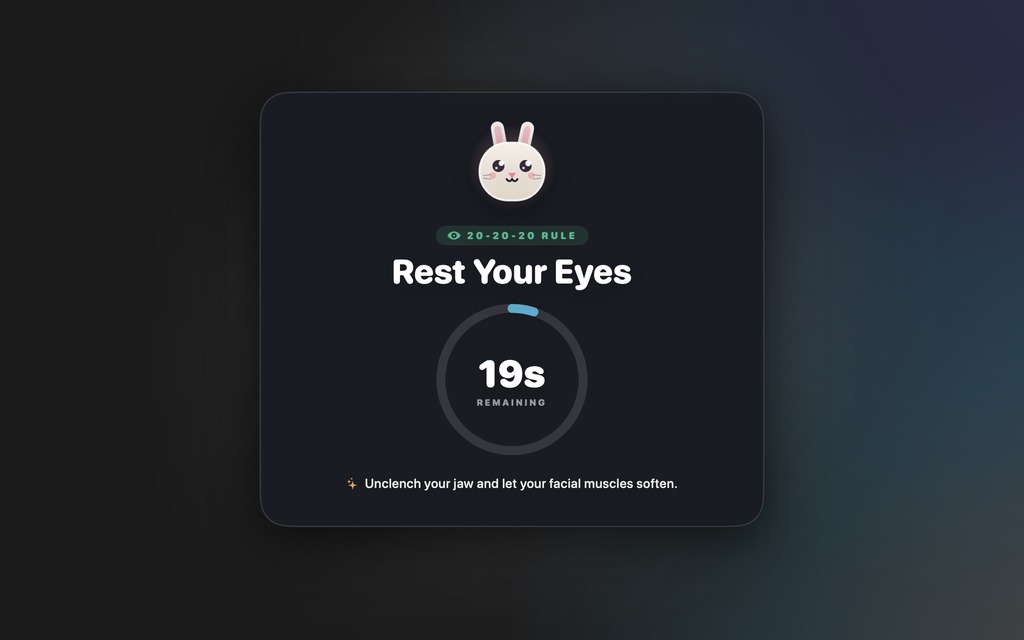 20-20-20 RULE
Rest Your Eyes
19s
REMAINING
Unclench your jaw and let your facial muscles soften.